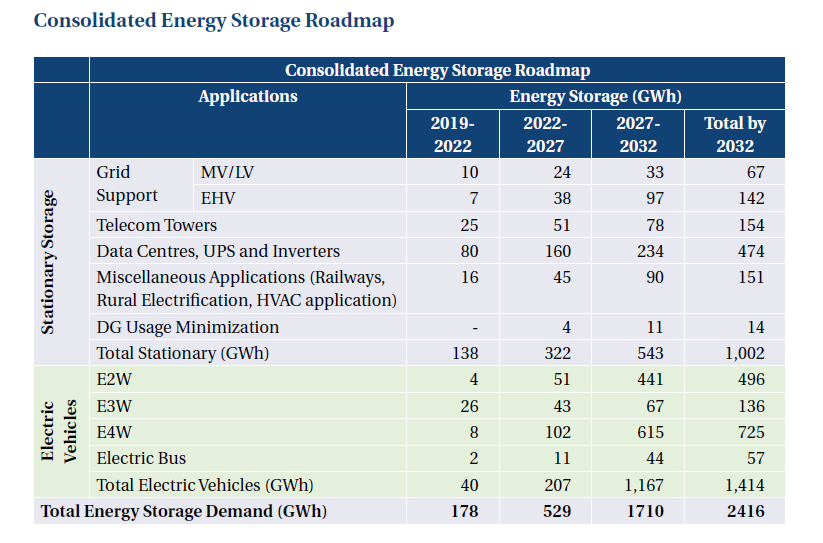 Consolidated Energy Storage Roadmap
Consolidated Energy Storage Roadmap
Applications
Energy Storage (GWh)
2019-2022 2022-2027 2027-2032 Total by 2032
Stationary Storage
Grid Support MV/LV 10 24 33 67
EHV 7 38 97 142
Telecom Towers 25 51 78 154
Data Centres, UPS and Inverters 80 160 234 474
Miscellaneous Applications (Railways, 16 45 90 151
Rural Electrification, HVAC application)
DG Usage Minimization - 4 11 14
Total Stationary (GWh) 138 322 543 1,002
Electric Vehicles
E2W 4 51 441 496
E3W 26 43 67 136
E4W 8 102 615 725
Electric Bus 2 11 44 57
Total Electric Vehicles (GWh) 40 207 1,167 1,414
Total Energy Storage Demand (GWh) 178 529 1710 2416